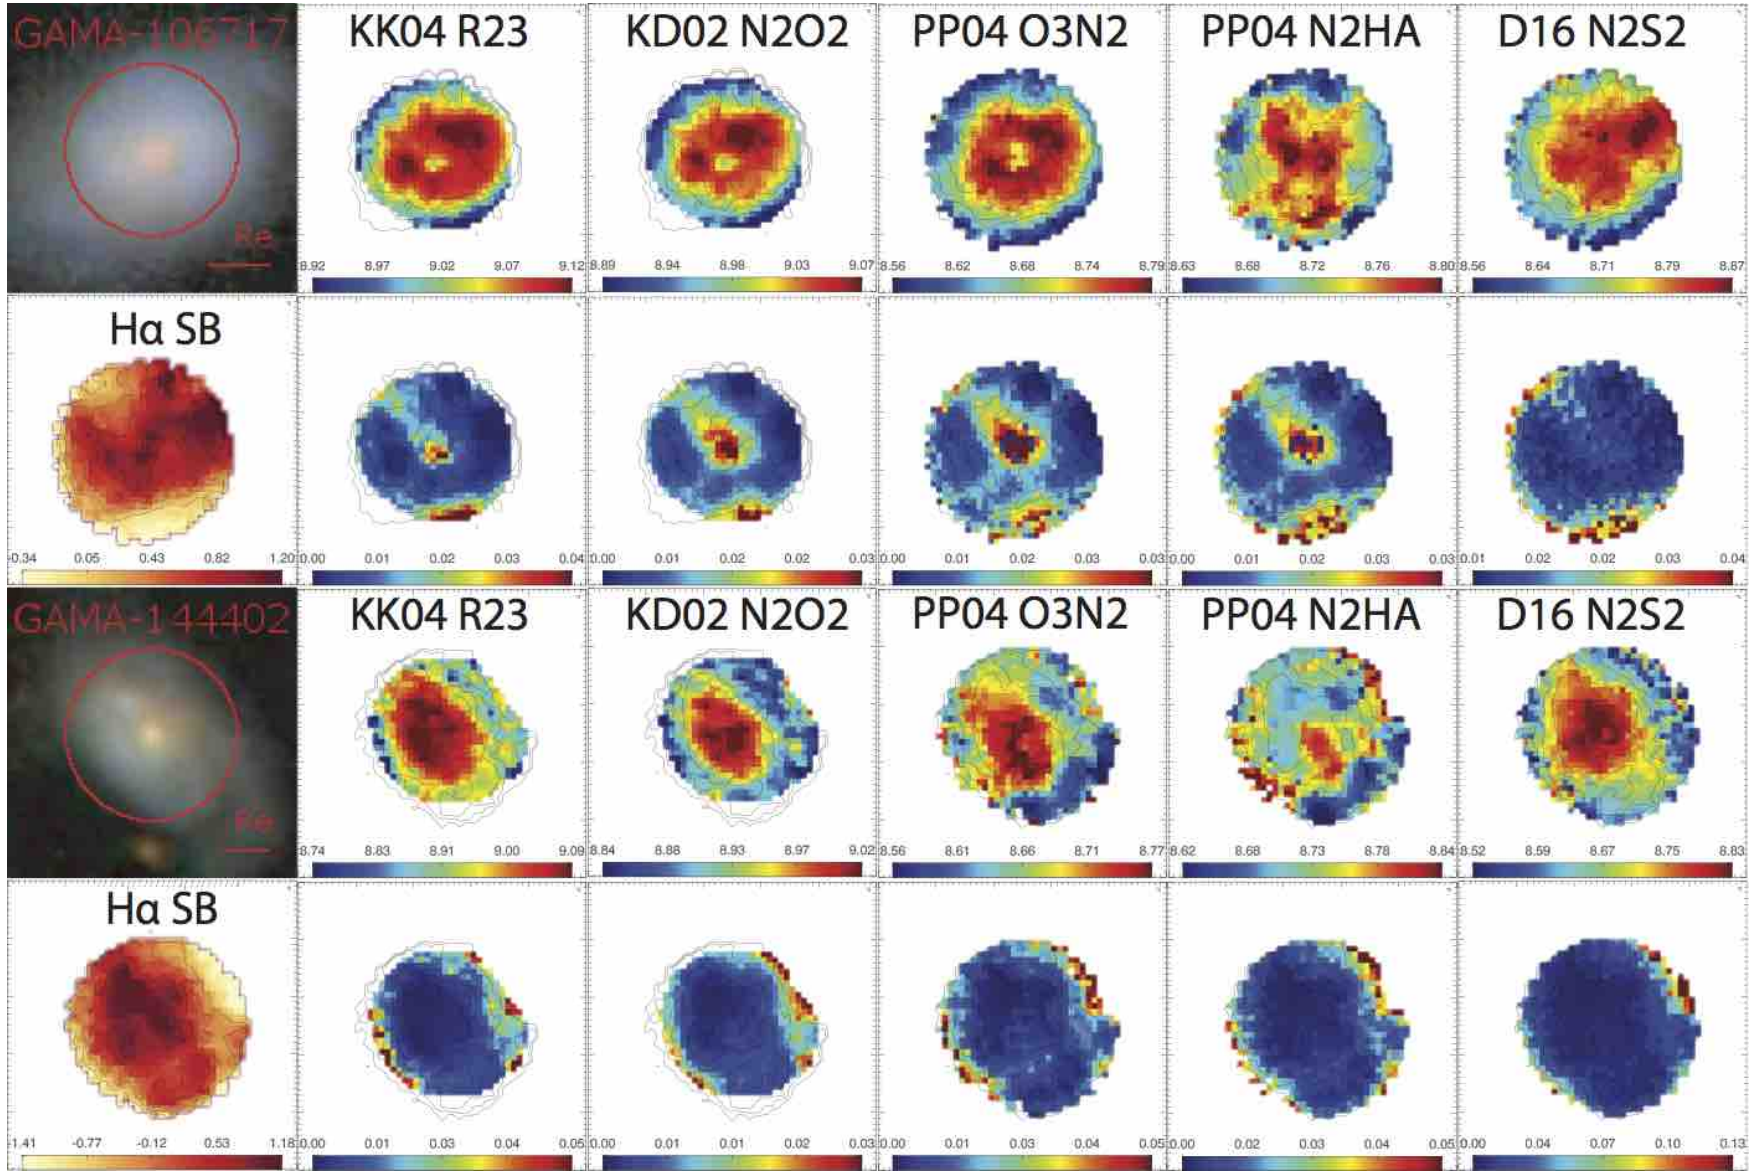 GAMA-106717 KK04 R23 KD02 N2O2 PP04 O3N2 PP04 N2HA D16 N2S2
Re
8.92 8.97 9.02 9.07 9.12 8.89 8.94 8.98 9.03 9.07 8.56 8.62 8.68 8.74 8.79 8.63 8.68 8.72 8.76 8.80 8.56 8.64 8.71 8.79 8.87
Hα SB
-0.34 0.05 0.43 0.82 1.20 0.00 0.01 0.02 0.03 0.04 0.00 0.01 0.02 0.02 0.03 0.00 0.01 0.02 0.03 0.03 0.00 0.01 0.02 0.03 0.03 0.01 0.02 0.02 0.03 0.04
GAMA-144402 KK04 R23 KD02 N2O2 PP04 O3N2 PP04 N2HA D16 N2S2
Re
8.74 8.83 8.91 9.00 9.09 8.84 8.88 8.93 8.97 9.02 8.56 8.61 8.66 8.71 8.77 8.62 8.68 8.73 8.78 8.84 8.52 8.59 8.67 8.75 8.83
Hα SB
1.41 -0.77 -0.12 0.53 1.18 0.00 0.01 0.03 0.04 0.05 0.00 0.01 0.01 0.02 0.03 0.00 0.01 0.03 0.04 0.05 0.00 0.02 0.03 0.04 0.05 0.00 0.04 0.07 0.10 0.13